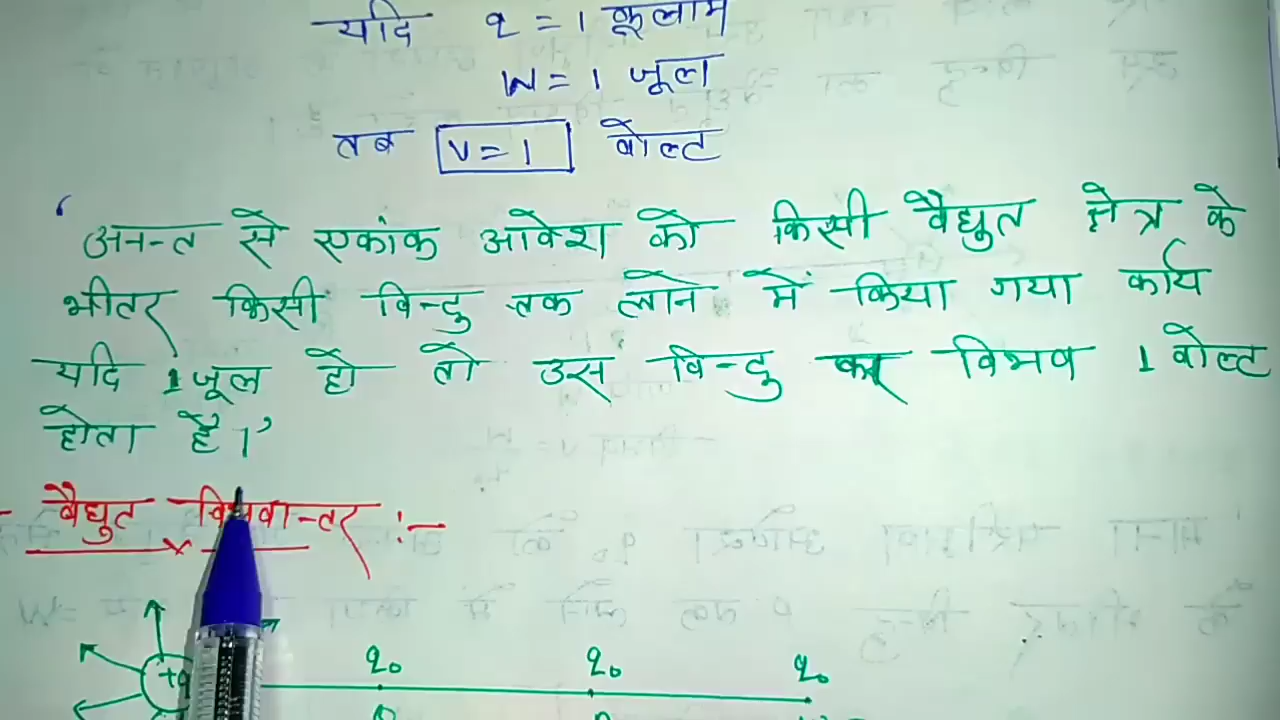 यदि q = 1 कूलाम
W = 1 जूल
तब V = 1 वोल्ट
‘अनन्त से एकांक आवेश को किसी वैद्युत क्षेत्र के
भीतर किसी विन्दु तक लाने में किया गया कार्य
यदि 1 जूल हो तो उस विन्दु का विभव 1 वोल्ट
होता है।’
- वैद्युत विभवान्तर :-
+q q₀ q₀ q₀